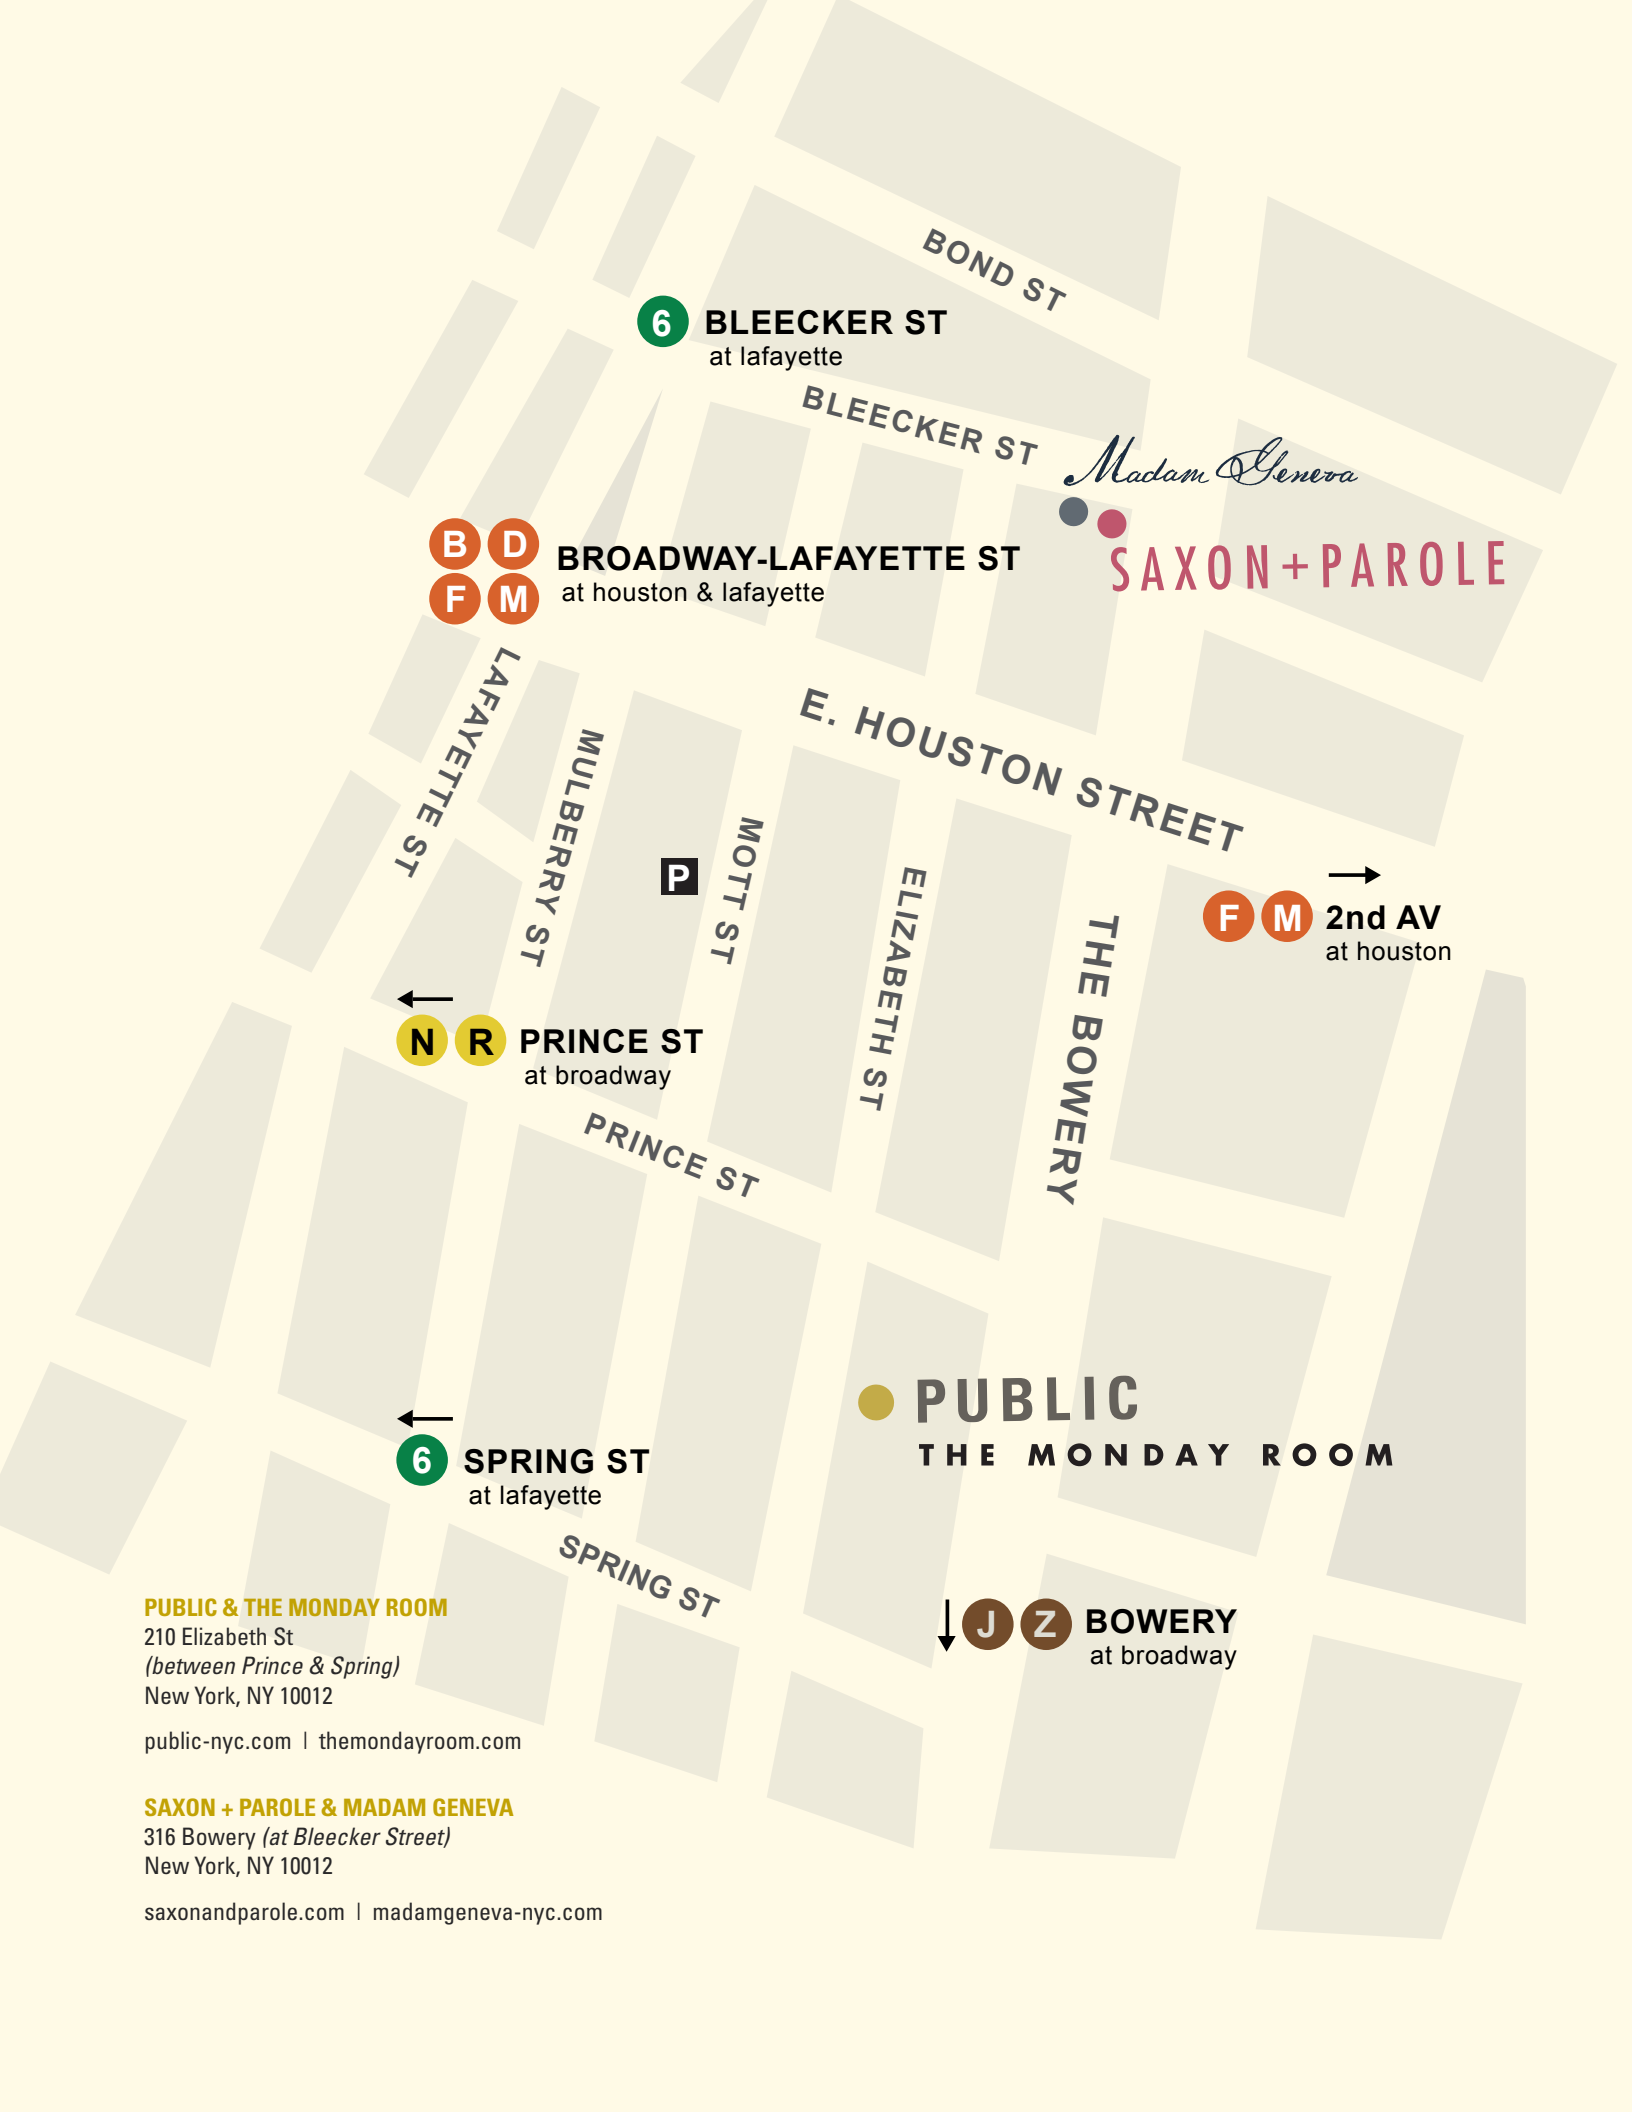 BOND ST
6 BLEECKER ST
at lafayette
BLEECKER ST
Madam Geneva
SAXON + PAROLE
B D
F M
BROADWAY-LAFAYETTE ST
at houston & lafayette
LAFAYETTE ST
MULBERRY ST
E. HOUSTON STREET
MOTT ST
P
ELIZABETH ST
THE BOWERY
F M 2nd AV
at houston
N R PRINCE ST
at broadway
PRINCE ST
PUBLIC
THE MONDAY ROOM
6 SPRING ST
at lafayette
SPRING ST
J Z BOWERY
at broadway
PUBLIC & THE MONDAY ROOM
210 Elizabeth St
(between Prince & Spring)
New York, NY 10012
public-nyc.com | themondayroom.com
SAXON + PAROLE & MADAM GENEVA
316 Bowery (at Bleecker Street)
New York, NY 10012
saxonandparole.com | madamgeneva-nyc.com